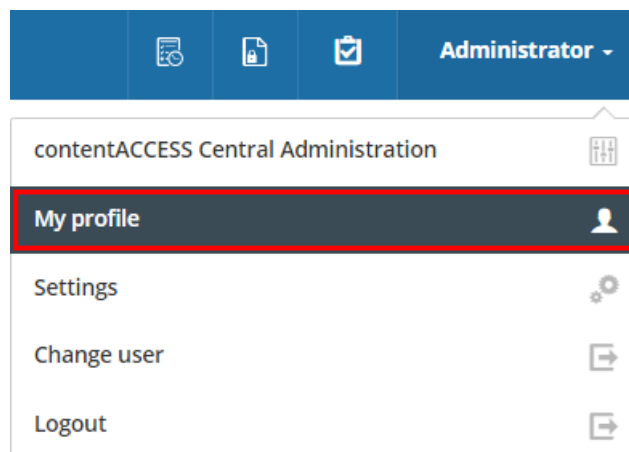 Administrator
contentACCESS Central Administration
My profile
Settings
Change user
Logout